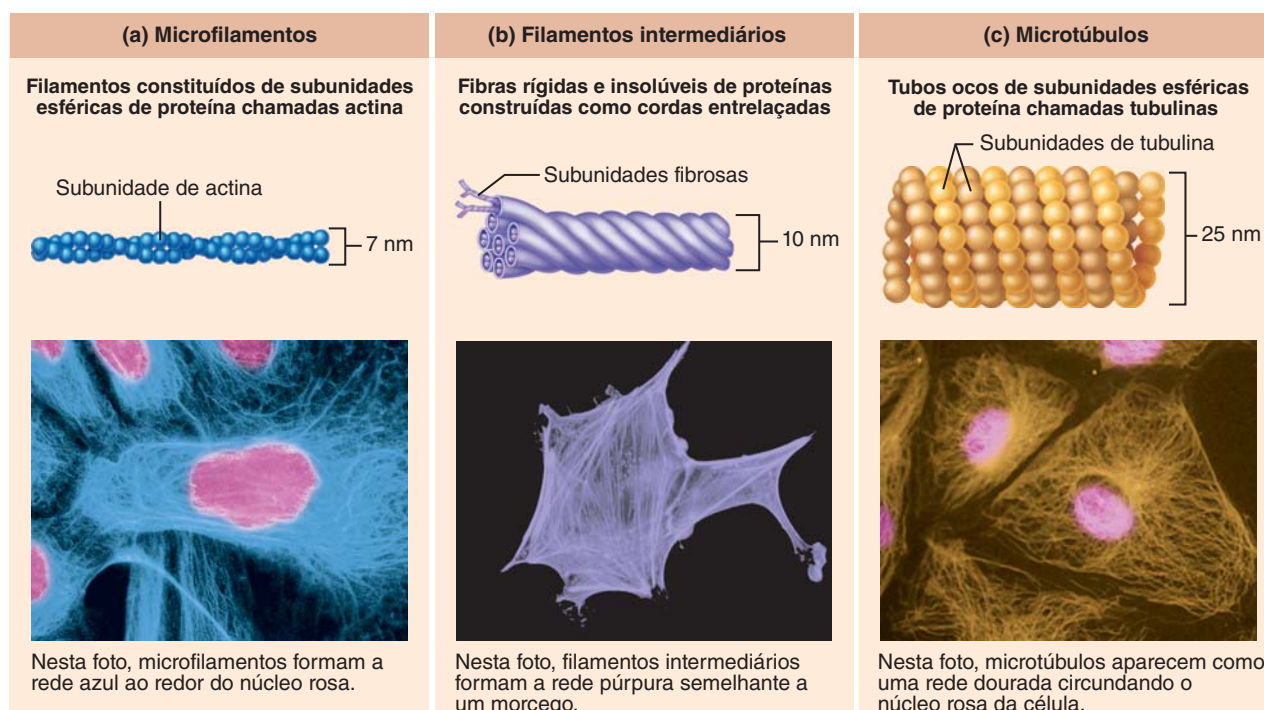 (a) Microfilamentos
Filamentos constituídos de subunidades
esféricas de proteína chamadas actina
Subunidade de actina
7 nm
Nesta foto, microfilamentos formam a
rede azul ao redor do núcleo rosa.
(b) Filamentos intermediários
Fibras rígidas e insolúveis de proteínas
construídas como cordas entrelaçadas
Subunidades fibrosas
10 nm
Nesta foto, filamentos intermediários
formam a rede púrpura semelhante a
um morcego.
(c) Microtúbulos
Tubos ocos de subunidades esféricas
de proteína chamadas tubulinas
Subunidades de tubulina
25 nm
Nesta foto, microtúbulos aparecem como
uma rede dourada circundando o
núcleo rosa da célula.